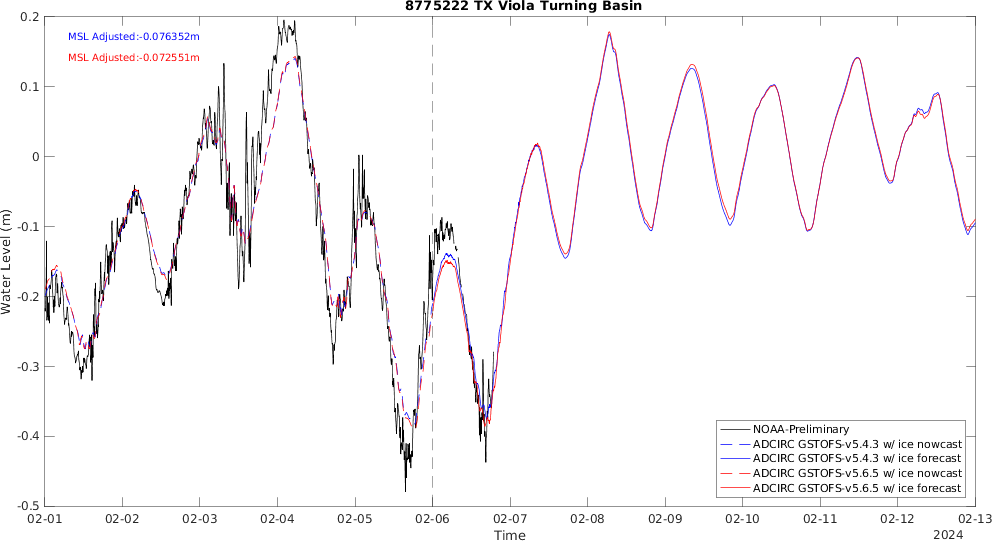 8775222 TX Viola Turning Basin
MSL Adjusted:-0.076352m
MSL Adjusted:-0.072551m
0.2
0.1
0
-0.1
-0.2
-0.3
-0.4
-0.5
Water Level (m)
NOAA-Preliminary
ADCIRC GSTOFS-v5.4.3 w/ ice nowcast
ADCIRC GSTOFS-v5.4.3 w/ ice forecast
ADCIRC GSTOFS-v5.6.5 w/ ice nowcast
ADCIRC GSTOFS-v5.6.5 w/ ice forecast
02-01 02-02 02-03 02-04 02-05 02-06 02-07 02-08 02-09 02-10 02-11 02-12 02-13
Time
2024